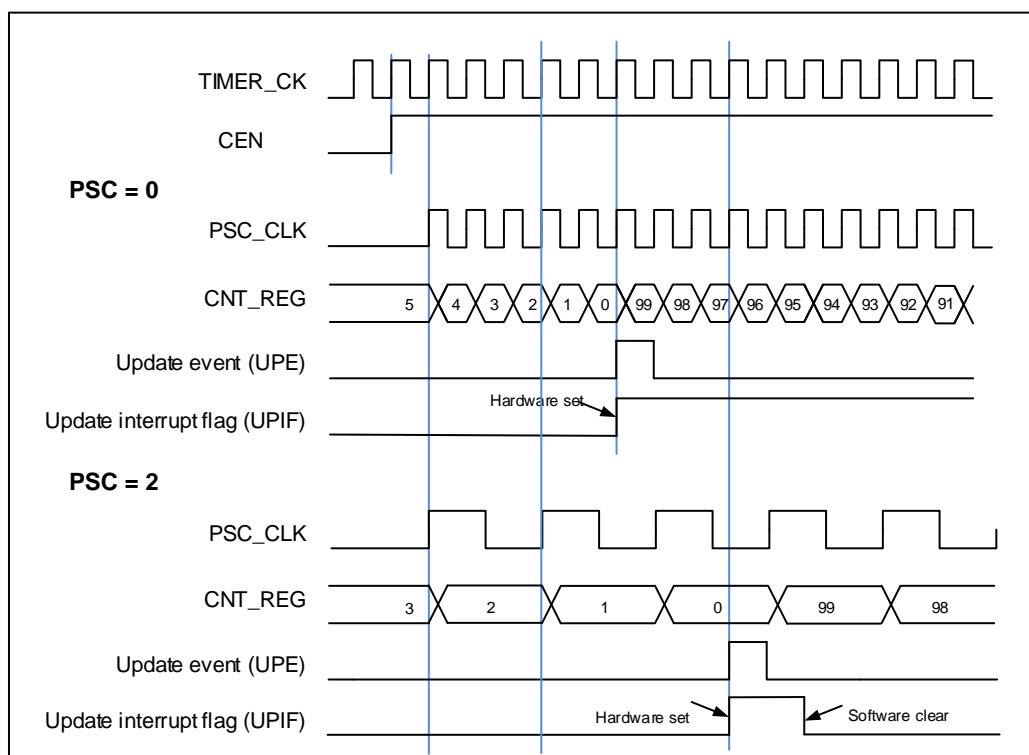 TIMER_CK
CEN
PSC = 0
PSC_CLK
CNT_REG 5 4 3 2 1 0 99 98 97 96 95 94 93 92 91
Update event (UPE)
Hardware set
Update interrupt flag (UPIF)
PSC = 2
PSC_CLK
CNT_REG 3 2 1 0 99 98
Update event (UPE)
Update interrupt flag (UPIF) Hardware set Software clear